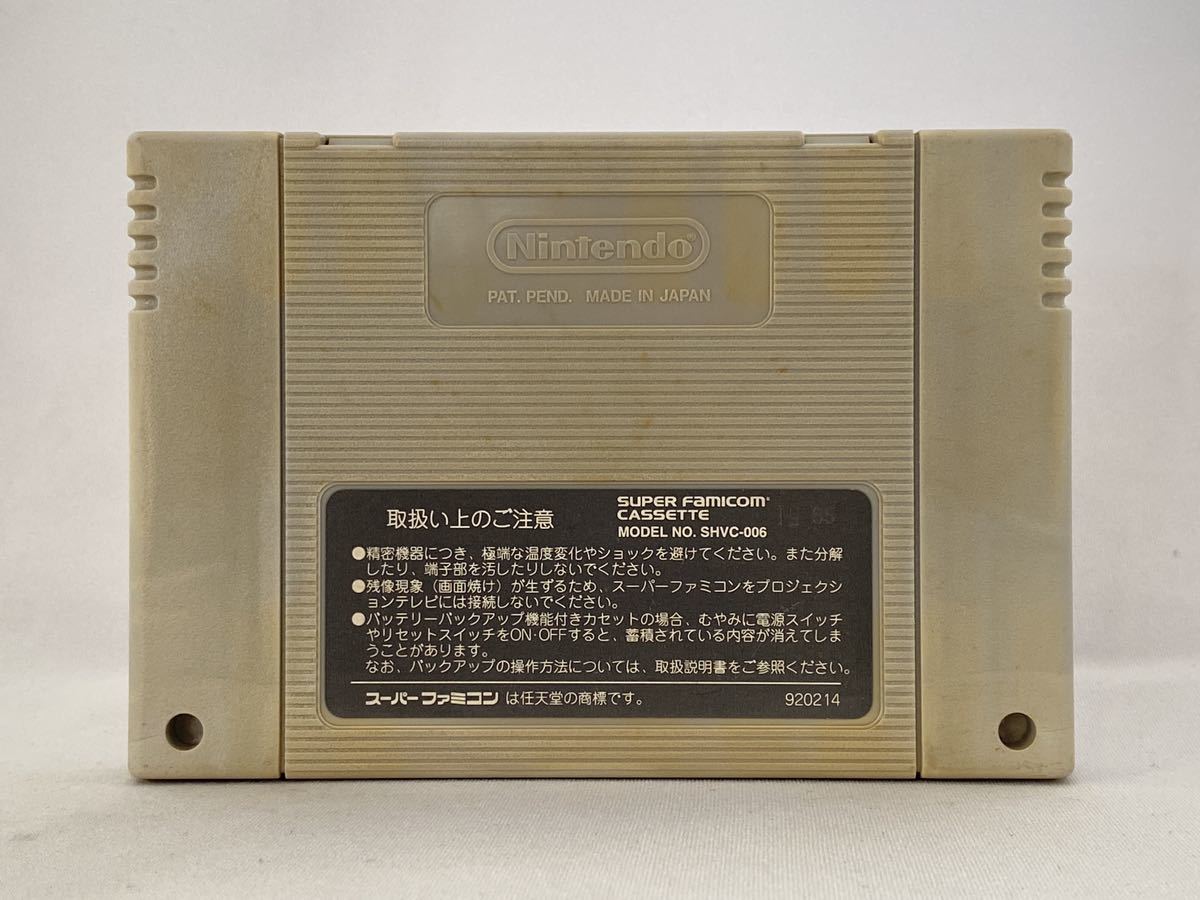 Nintendo®
PAT. PEND. MADE IN JAPAN
取扱い上のご注意
SUPER FAMICOM®
CASSETTE
MODEL NO. SHVC-006
●精密機器につき、極端な温度変化やショックを避けてください。また分解
したり、端子部を汚したりしないでください。
●残像現象（画面焼け）が生ずるため、スーパーファミコンをプロジェクシ
ョンテレビには接続しないでください。
●バッテリーバックアップ機能付きカセットの場合、むやみに電源スイッチ
やリセットスイッチをON・OFFすると、蓄積されている内容が消えてしま
うことがあります。
なお、バックアップの操作方法については、取扱説明書をご参照ください。
スーパーファミコン は任天堂の商標です。
920214